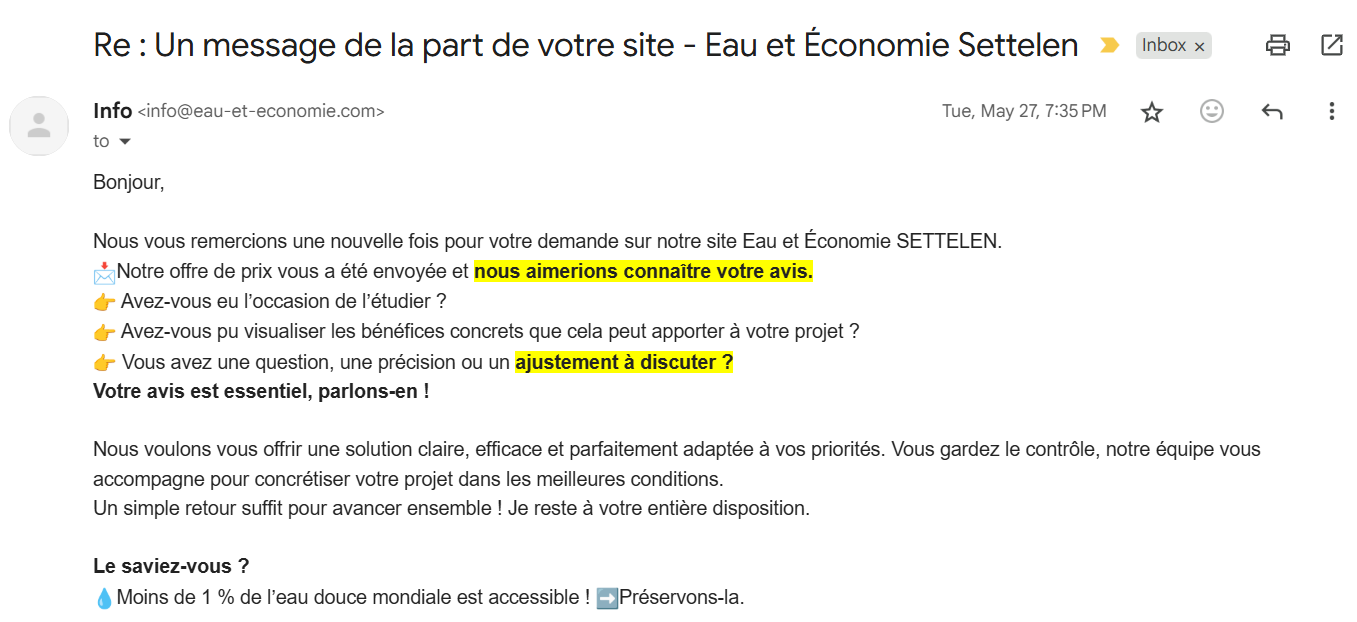 Re : Un message de la part de votre site - Eau et Économie Settelen Inbox ×
Info <info@eau-et-economie.com> Tue, May 27, 7:35 PM
to
Bonjour,
Nous vous remercions une nouvelle fois pour votre demande sur notre site Eau et Économie SETTELEN.
📩Notre offre de prix vous a été envoyée et nous aimerions connaître votre avis.
👉 Avez-vous eu l’occasion de l’étudier ?
👉 Avez-vous pu visualiser les bénéfices concrets que cela peut apporter à votre projet ?
👉 Vous avez une question, une précision ou un ajustement à discuter ?
Votre avis est essentiel, parlons-en !
Nous voulons vous offrir une solution claire, efficace et parfaitement adaptée à vos priorités. Vous gardez le contrôle, notre équipe vous
accompagne pour concrétiser votre projet dans les meilleures conditions.
Un simple retour suffit pour avancer ensemble ! Je reste à votre entière disposition.
Le saviez-vous ?
💧Moins de 1 % de l’eau douce mondiale est accessible ! ➡️Préservons-la.